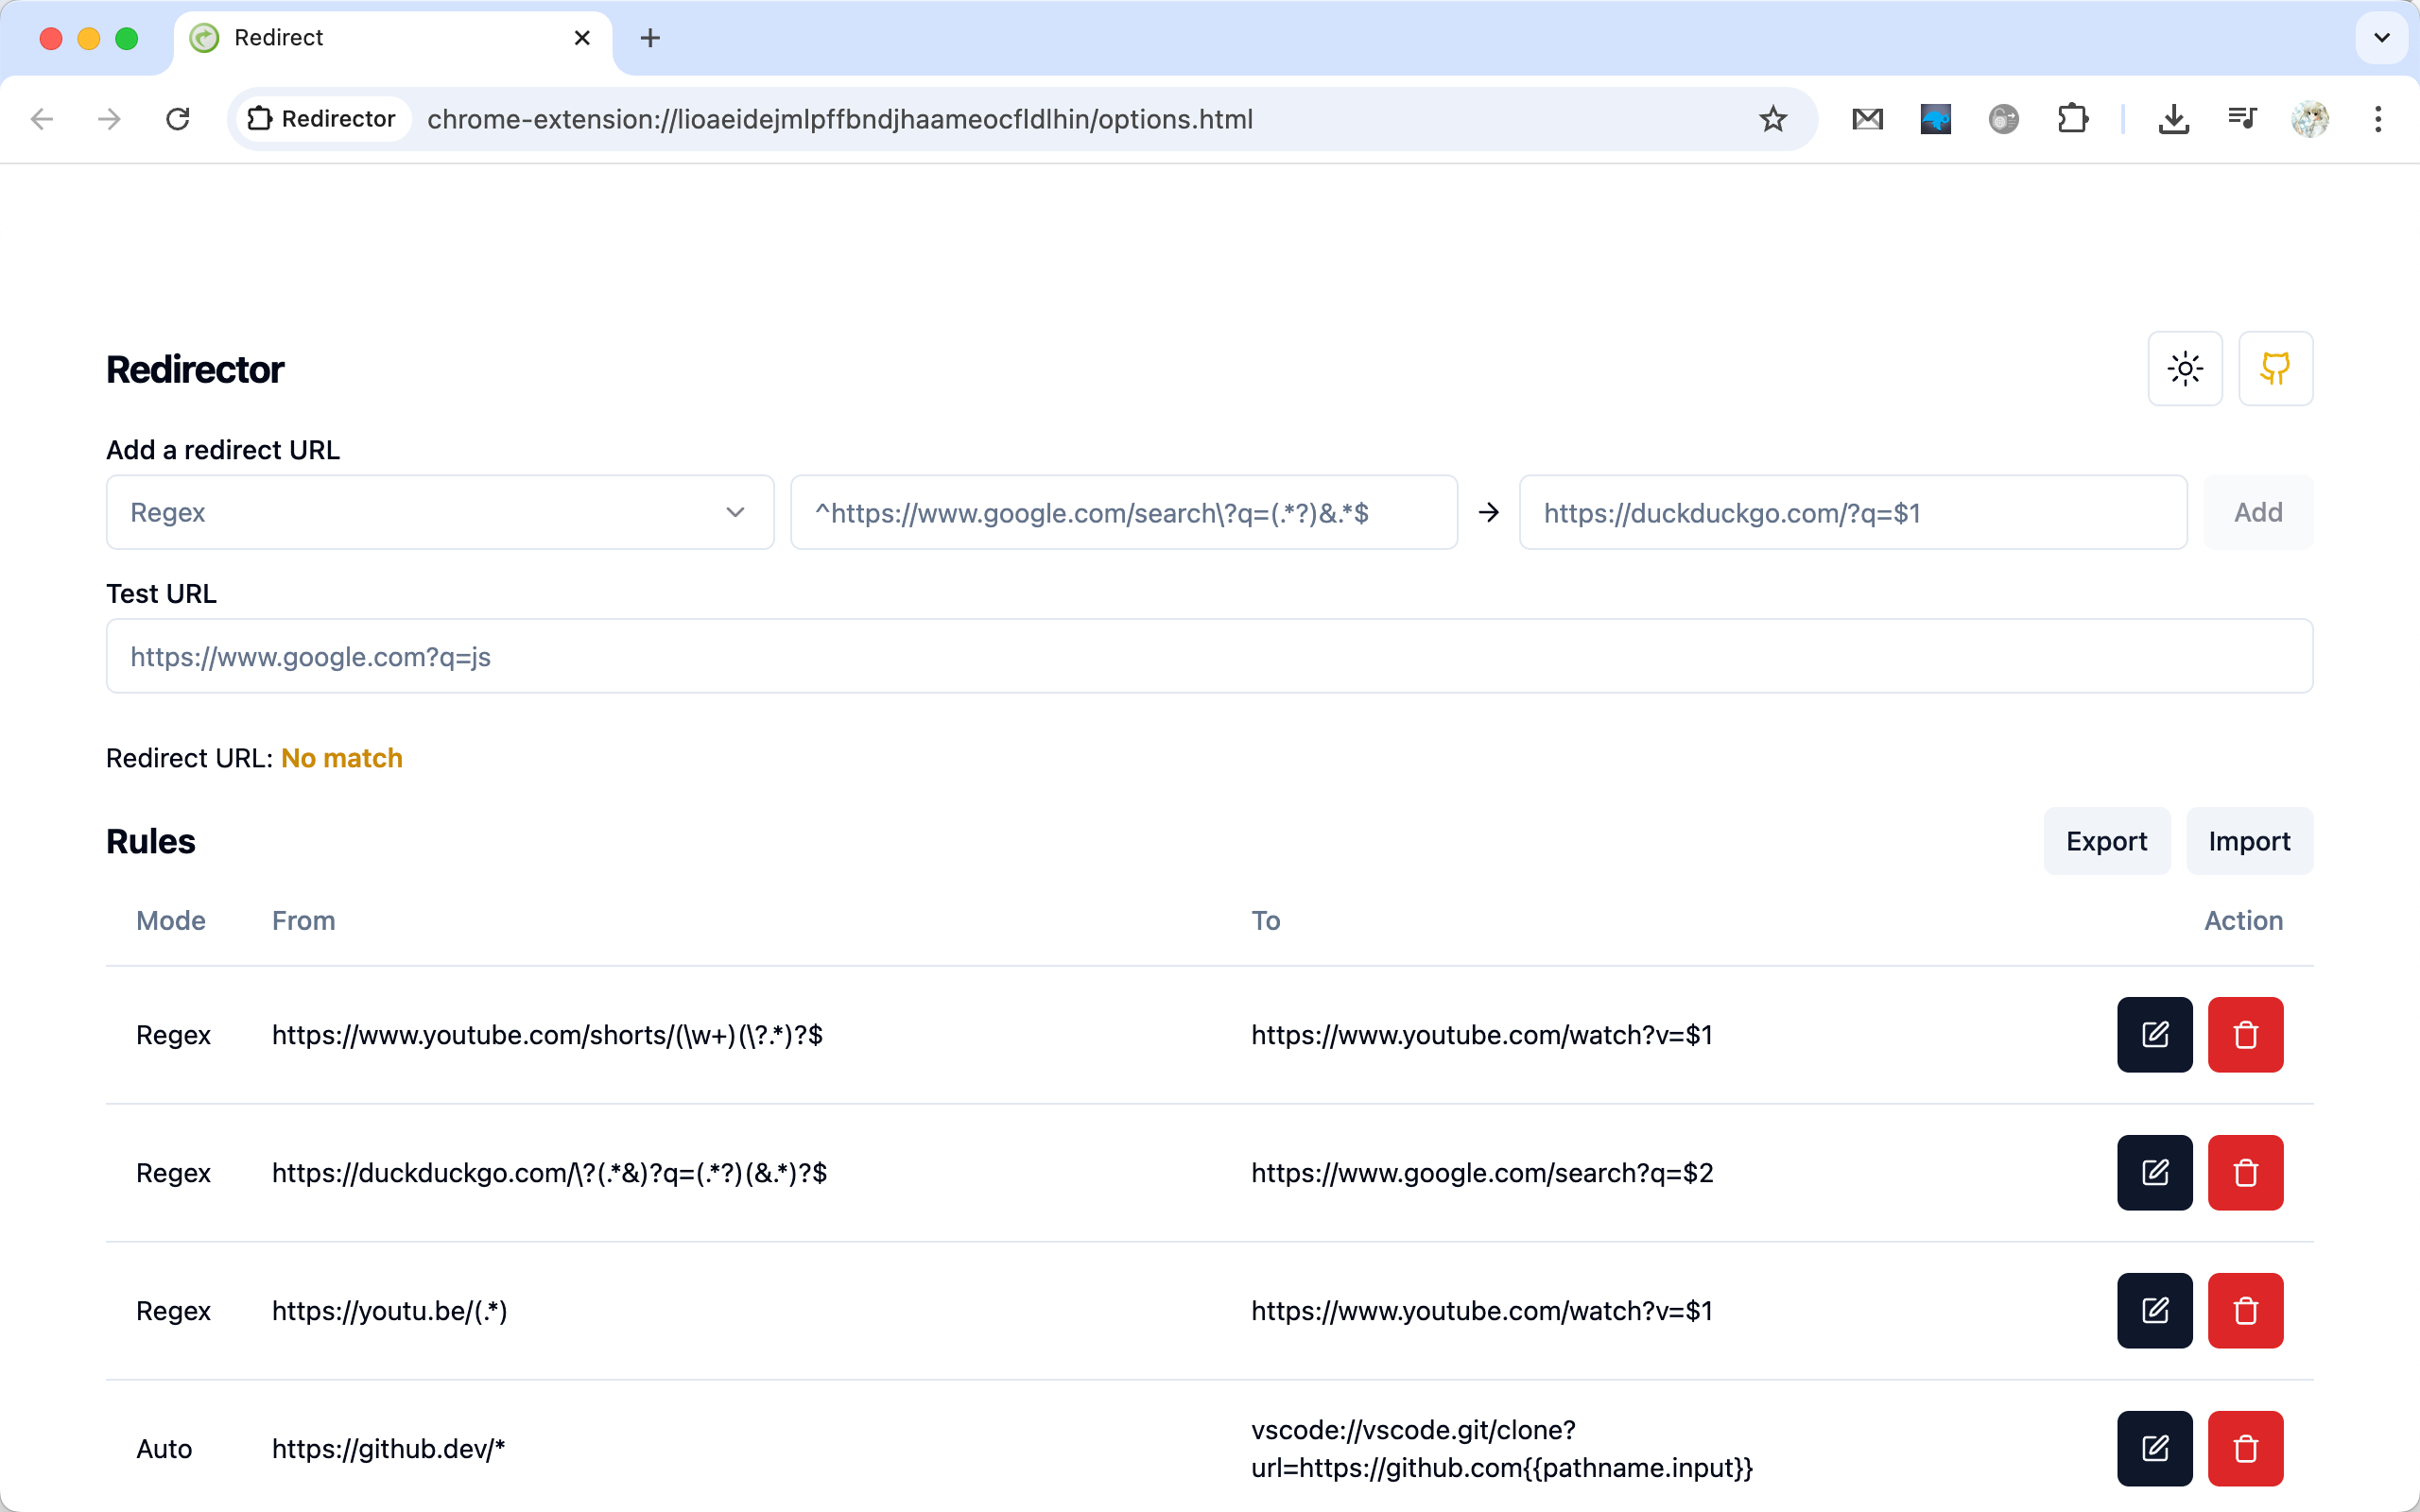 Redirect
Redirector chrome-extension://lioaeidejmlpffbndjhaameocfldlhin/options.html
Redirector
Add a redirect URL
Regex ^https://www.google.com/search\?q=(.*?)&.*$ → https://duckduckgo.com/?q=$1 Add
Test URL
https://www.google.com?q=js
Redirect URL: No match
Rules Export Import
Mode From To Action
Regex https://www.youtube.com/shorts/(\w+)(\?.*)?$ https://www.youtube.com/watch?v=$1
Regex https://duckduckgo.com/\?(.*&)?q=(.*?)(&.*)?$ https://www.google.com/search?q=$2
Regex https://youtu.be/(.*) https://www.youtube.com/watch?v=$1
Auto https://github.dev/* vscode://vscode.git/clone?
url=https://github.com{{pathname.input}}